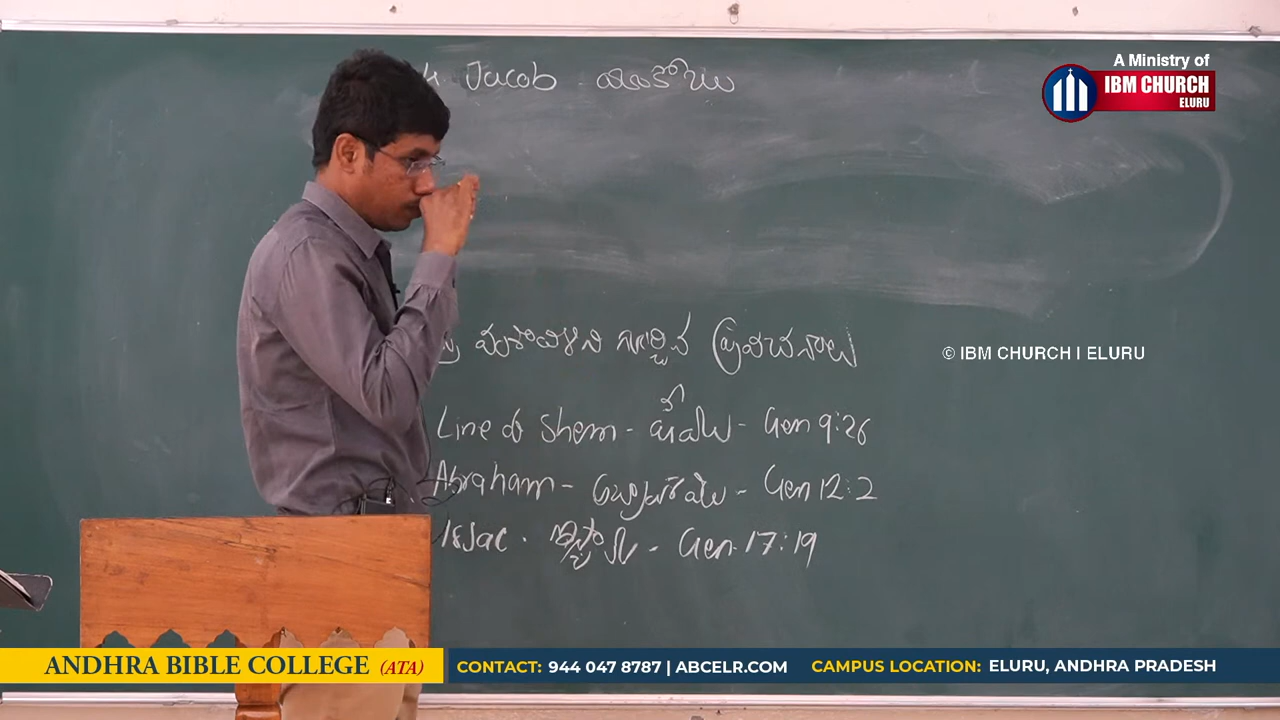 4. Jacob - యాకోబు
A Ministry of
IBM CHURCH
ELURU
మెస్సీయని గూర్చిన ప్రవచనాలు
© IBM CHURCH I ELURU
Line of Shem - షేము - Gen 9:26
Abraham - అబ్రాహాము - Gen 12:2
Issac - ఇస్సాకు - Gen 17:19
ANDHRA BIBLE COLLEGE (ATA)
CONTACT: 944 047 8787 | ABCELR.COM
CAMPUS LOCATION: ELURU, ANDHRA PRADESH